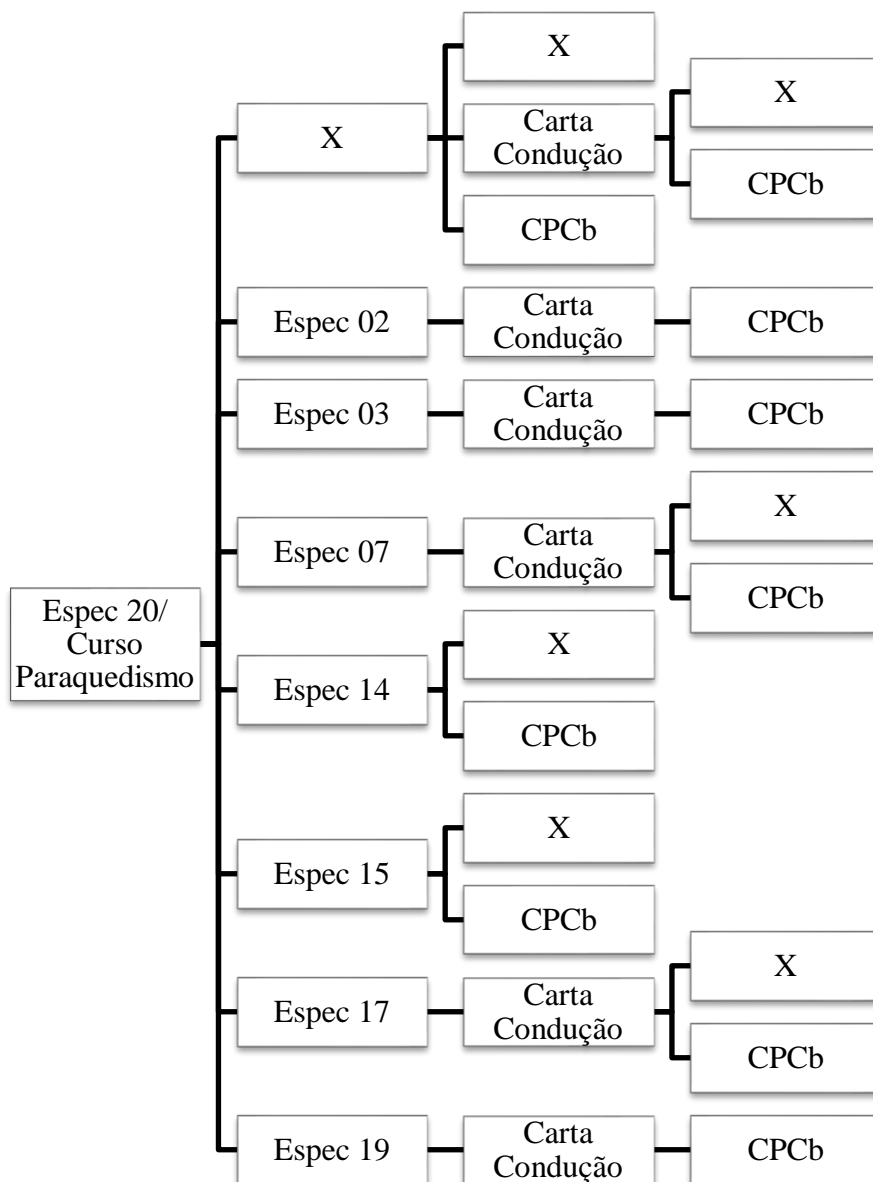 X
X
X
Carta
Condução
CPCb
CPCb
Espec 02
Carta
Condução
CPCb
Espec 03
Carta
Condução
CPCb
X
Espec 07
Carta
Condução
CPCb
Espec 20/
Curso
Paraquedismo
X
Espec 14
CPCb
X
Espec 15
CPCb
X
Espec 17
Carta
Condução
CPCb
Espec 19
Carta
Condução
CPCb